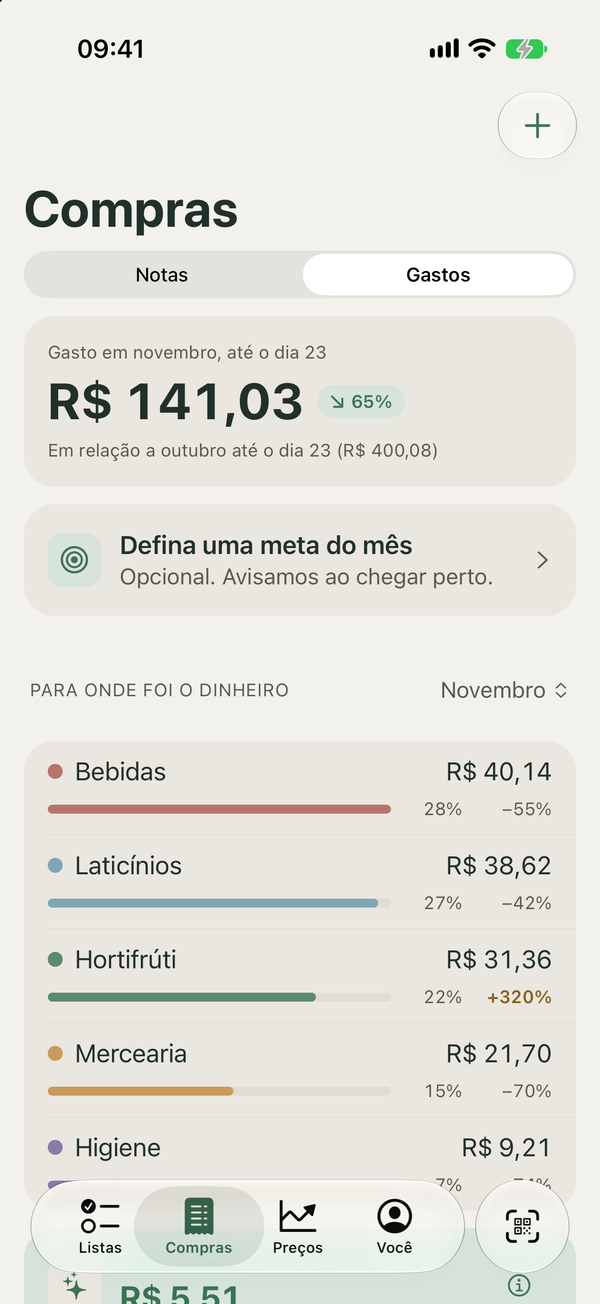 09:41
Compras
Notas
Gastos
Gasto em novembro, até o dia 23
R$ 141,03
65%
Em relação a outubro até o dia 23 (R$ 400,08)
Defina uma meta do mês
Opcional. Avisamos ao chegar perto.
PARA ONDE FOI O DINHEIRO
Novembro
Bebidas
R$ 40,14
28%
−55%
Laticínios
R$ 38,62
27%
−42%
Hortifrúti
R$ 31,36
22%
+320%
Mercearia
R$ 21,70
15%
−70%
Higiene
R$ 9,21
7%
Listas
Compras
Preços
Você
R$ 5,51